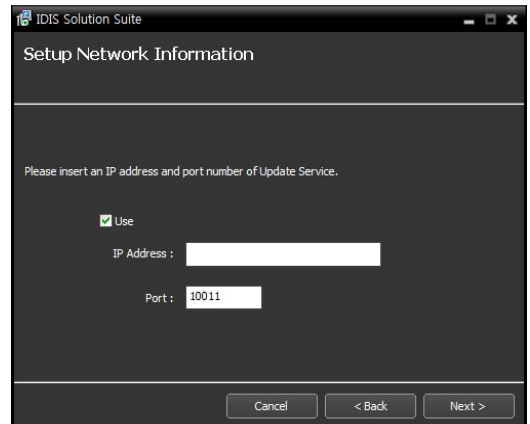 IDIS Solution Suite
Setup Network Information
Please insert an IP address and port number of Update Service.
Use
IP Address :
Port : 10011
Cancel < Back Next >